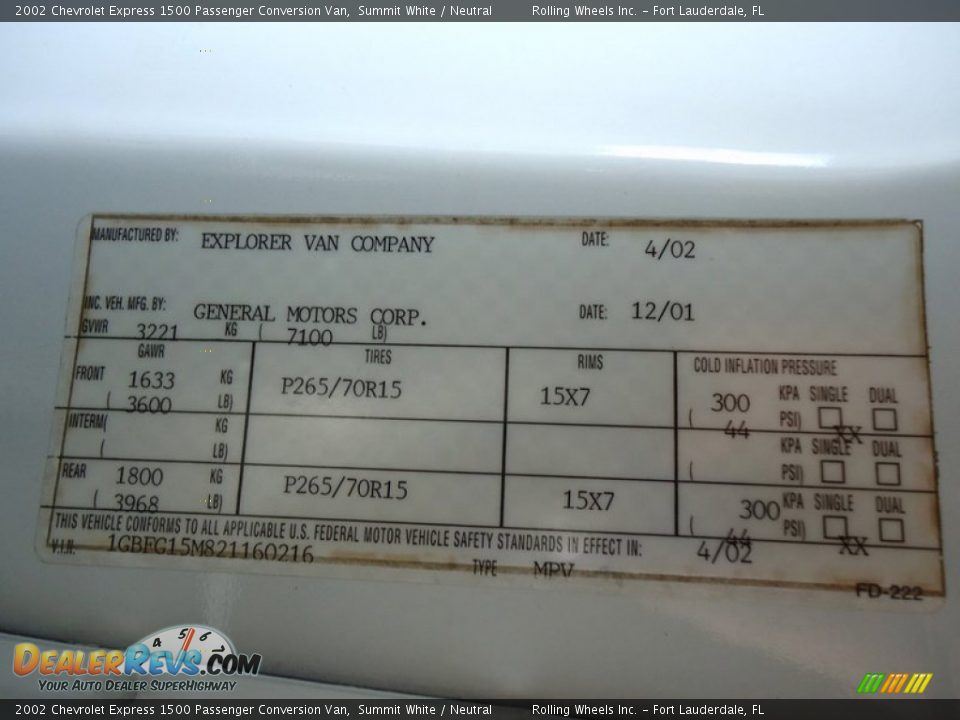 2002 Chevrolet Express 1500 Passenger Conversion Van, Summit White / Neutral Rolling Wheels Inc. - Fort Lauderdale, FL
MANUFACTURED BY: EXPLORER VAN COMPANY DATE: 4/02
INC. VEH. MFG. BY: GENERAL MOTORS CORP. DATE: 12/01
GVWR 3221 KG ( 7100 LB)
GAWR TIRES RIMS COLD INFLATION PRESSURE
FRONT 1633 KG P265/70R15 15X7 300 KPA SINGLE DUAL
( 3600 LB) ( 44 PSI) XX
INTERM( KG KPA SINGLE DUAL
( LB) ( PSI)
REAR 1800 KG P265/70R15 15X7 300 KPA SINGLE DUAL
( 3968 LB) ( 44 PSI) XX
THIS VEHICLE CONFORMS TO ALL APPLICABLE U.S. FEDERAL MOTOR VEHICLE SAFETY STANDARDS IN EFFECT IN: 4/02
V.I.N: 1GBFG15M821160216 TYPE MPV
FD-222
4 5 6
DEALERREVS.COM
YOUR AUTO DEALER SUPERHIGHWAY
2002 Chevrolet Express 1500 Passenger Conversion Van, Summit White / Neutral Rolling Wheels Inc. - Fort Lauderdale, FL